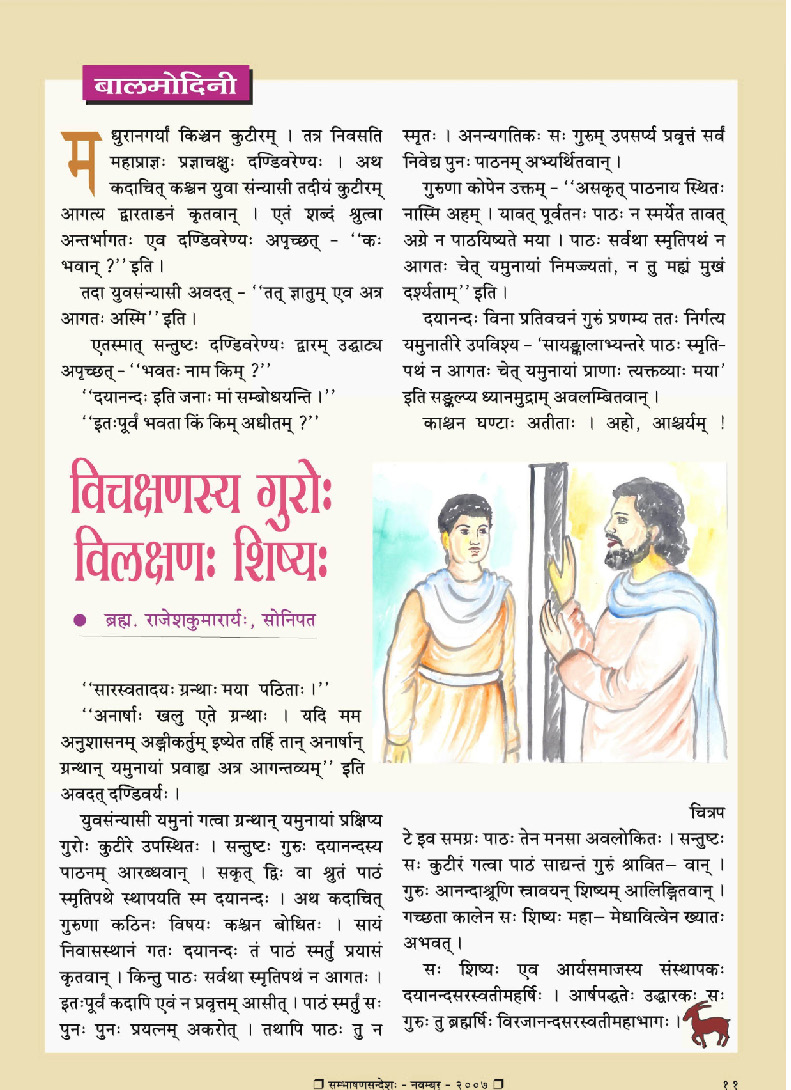 बालमोदिनी
मधुरानगर्यां किञ्चन कुटीरम् । तत्र निवसति
महाप्राज्ञः प्रज्ञाचक्षुः दण्डिवरेण्यः । अथ
कदाचित् कश्चन युवा संन्यासी तदीयं कुटीरम्
आगत्य द्वारताडनं कृतवान् । एतं शब्दं श्रुत्वा
अन्तर्भागतः एव दण्डिवरेण्यः अपृच्छत् - ‘‘कः
भवान् ?’’ इति ।
तदा युवसंन्यासी अवदत् - ‘‘तत् ज्ञातुम् एव अत्र
आगतः अस्मि’’ इति ।
एतस्मात् सन्तुष्टः दण्डिवरेण्यः द्वारम् उद्घाट्य
अपृच्छत् - ‘‘भवतः नाम किम् ?’’
‘‘दयानन्दः इति जनाः मां सम्बोधयन्ति ।’’
‘‘इतःपूर्वं भवता किं किम् अधीतम् ?’’
विचक्षणस्य गुरोः
विलक्षणः शिष्यः
● ब्रह्म. राजेशकुमारार्यः, सोनिपत
‘‘सारस्वतादयः ग्रन्थाः मया पठिताः ।’’
‘‘अनार्षाः खलु एते ग्रन्थाः । यदि मम
अनुशासनम् अङ्गीकर्तुम् इष्येत तर्हि तान् अनार्षान्
ग्रन्थान् यमुनायां प्रवाह्य अत्र आगन्तव्यम्’’ इति
अवदत् दण्डिवर्यः ।
युवसंन्यासी यमुनां गत्वा ग्रन्थान् यमुनायां प्रक्षिप्य
गुरोः कुटीरे उपस्थितः । सन्तुष्टः गुरुः दयानन्दस्य
पाठनम् आरब्धवान् । सकृत् द्विः वा श्रुतं पाठं
स्मृतिपथे स्थापयति स्म दयानन्दः । अथ कदाचित्
गुरुणा कठिनः विषयः कश्चन बोधितः । सायं
निवासस्थानं गतः दयानन्दः तं पाठं स्मर्तुं प्रयासं
कृतवान् । किन्तु पाठः सर्वथा स्मृतिपथं न आगतः ।
इतःपूर्वं कदापि एवं न प्रवृत्तम् आसीत् । पाठं स्मर्तुं सः
पुनः पुनः प्रयत्नम् अकरोत् । तथापि पाठः तु न
स्मृतः । अनन्यगतिकः सः गुरुम् उपसर्प्य प्रवृत्तं सर्वं
निवेद्य पुनः पाठनम् अभ्यर्थितवान् ।
गुरुणा कोपेन उक्तम् - ‘‘असकृत् पाठनाय स्थितः
नास्मि अहम् । यावत् पूर्वतनः पाठः न स्मर्येत तावत्
अग्रे न पाठयिष्यते मया । पाठः सर्वथा स्मृतिपथं न
आगतः चेत् यमुनायां निमज्ज्यतां, न तु मह्यं मुखं
दर्श्यताम्’’ इति ।
दयानन्दः विना प्रतिवचनं गुरुं प्रणम्य ततः निर्गत्य
यमुनातीरे उपविश्य - ‘सायङ्कालाभ्यन्तरे पाठः स्मृति-
पथं न आगतः चेत् यमुनायां प्राणाः त्यक्तव्याः मया’
इति सङ्कल्प्य ध्यानमुद्राम् अवलम्बितवान् ।
काश्चन घण्टाः अतीताः । अहो, आश्चर्यम् !
चित्रप
टे इव समग्रः पाठः तेन मनसा अवलोकितः । सन्तुष्टः
सः कुटीरं गत्वा पाठं साद्यन्तं गुरुं श्रावित– वान् ।
गुरुः आनन्दाश्रूणि स्रावयन् शिष्यम् आलिङ्गितवान् ।
गच्छता कालेन सः शिष्यः महा– मेधावित्वेन ख्यातः
अभवत् ।
सः शिष्यः एव आर्यसमाजस्य संस्थापकः
दयानन्दसरस्वतीमहर्षिः । आर्षपद्धतेः उद्धारकः सः
गुरुः तु ब्रह्मर्षिः विरजानन्दसरस्वतीमहाभागः ।
❐ सम्भाषणसन्देशः - नवम्बर - २००७ ❐
११